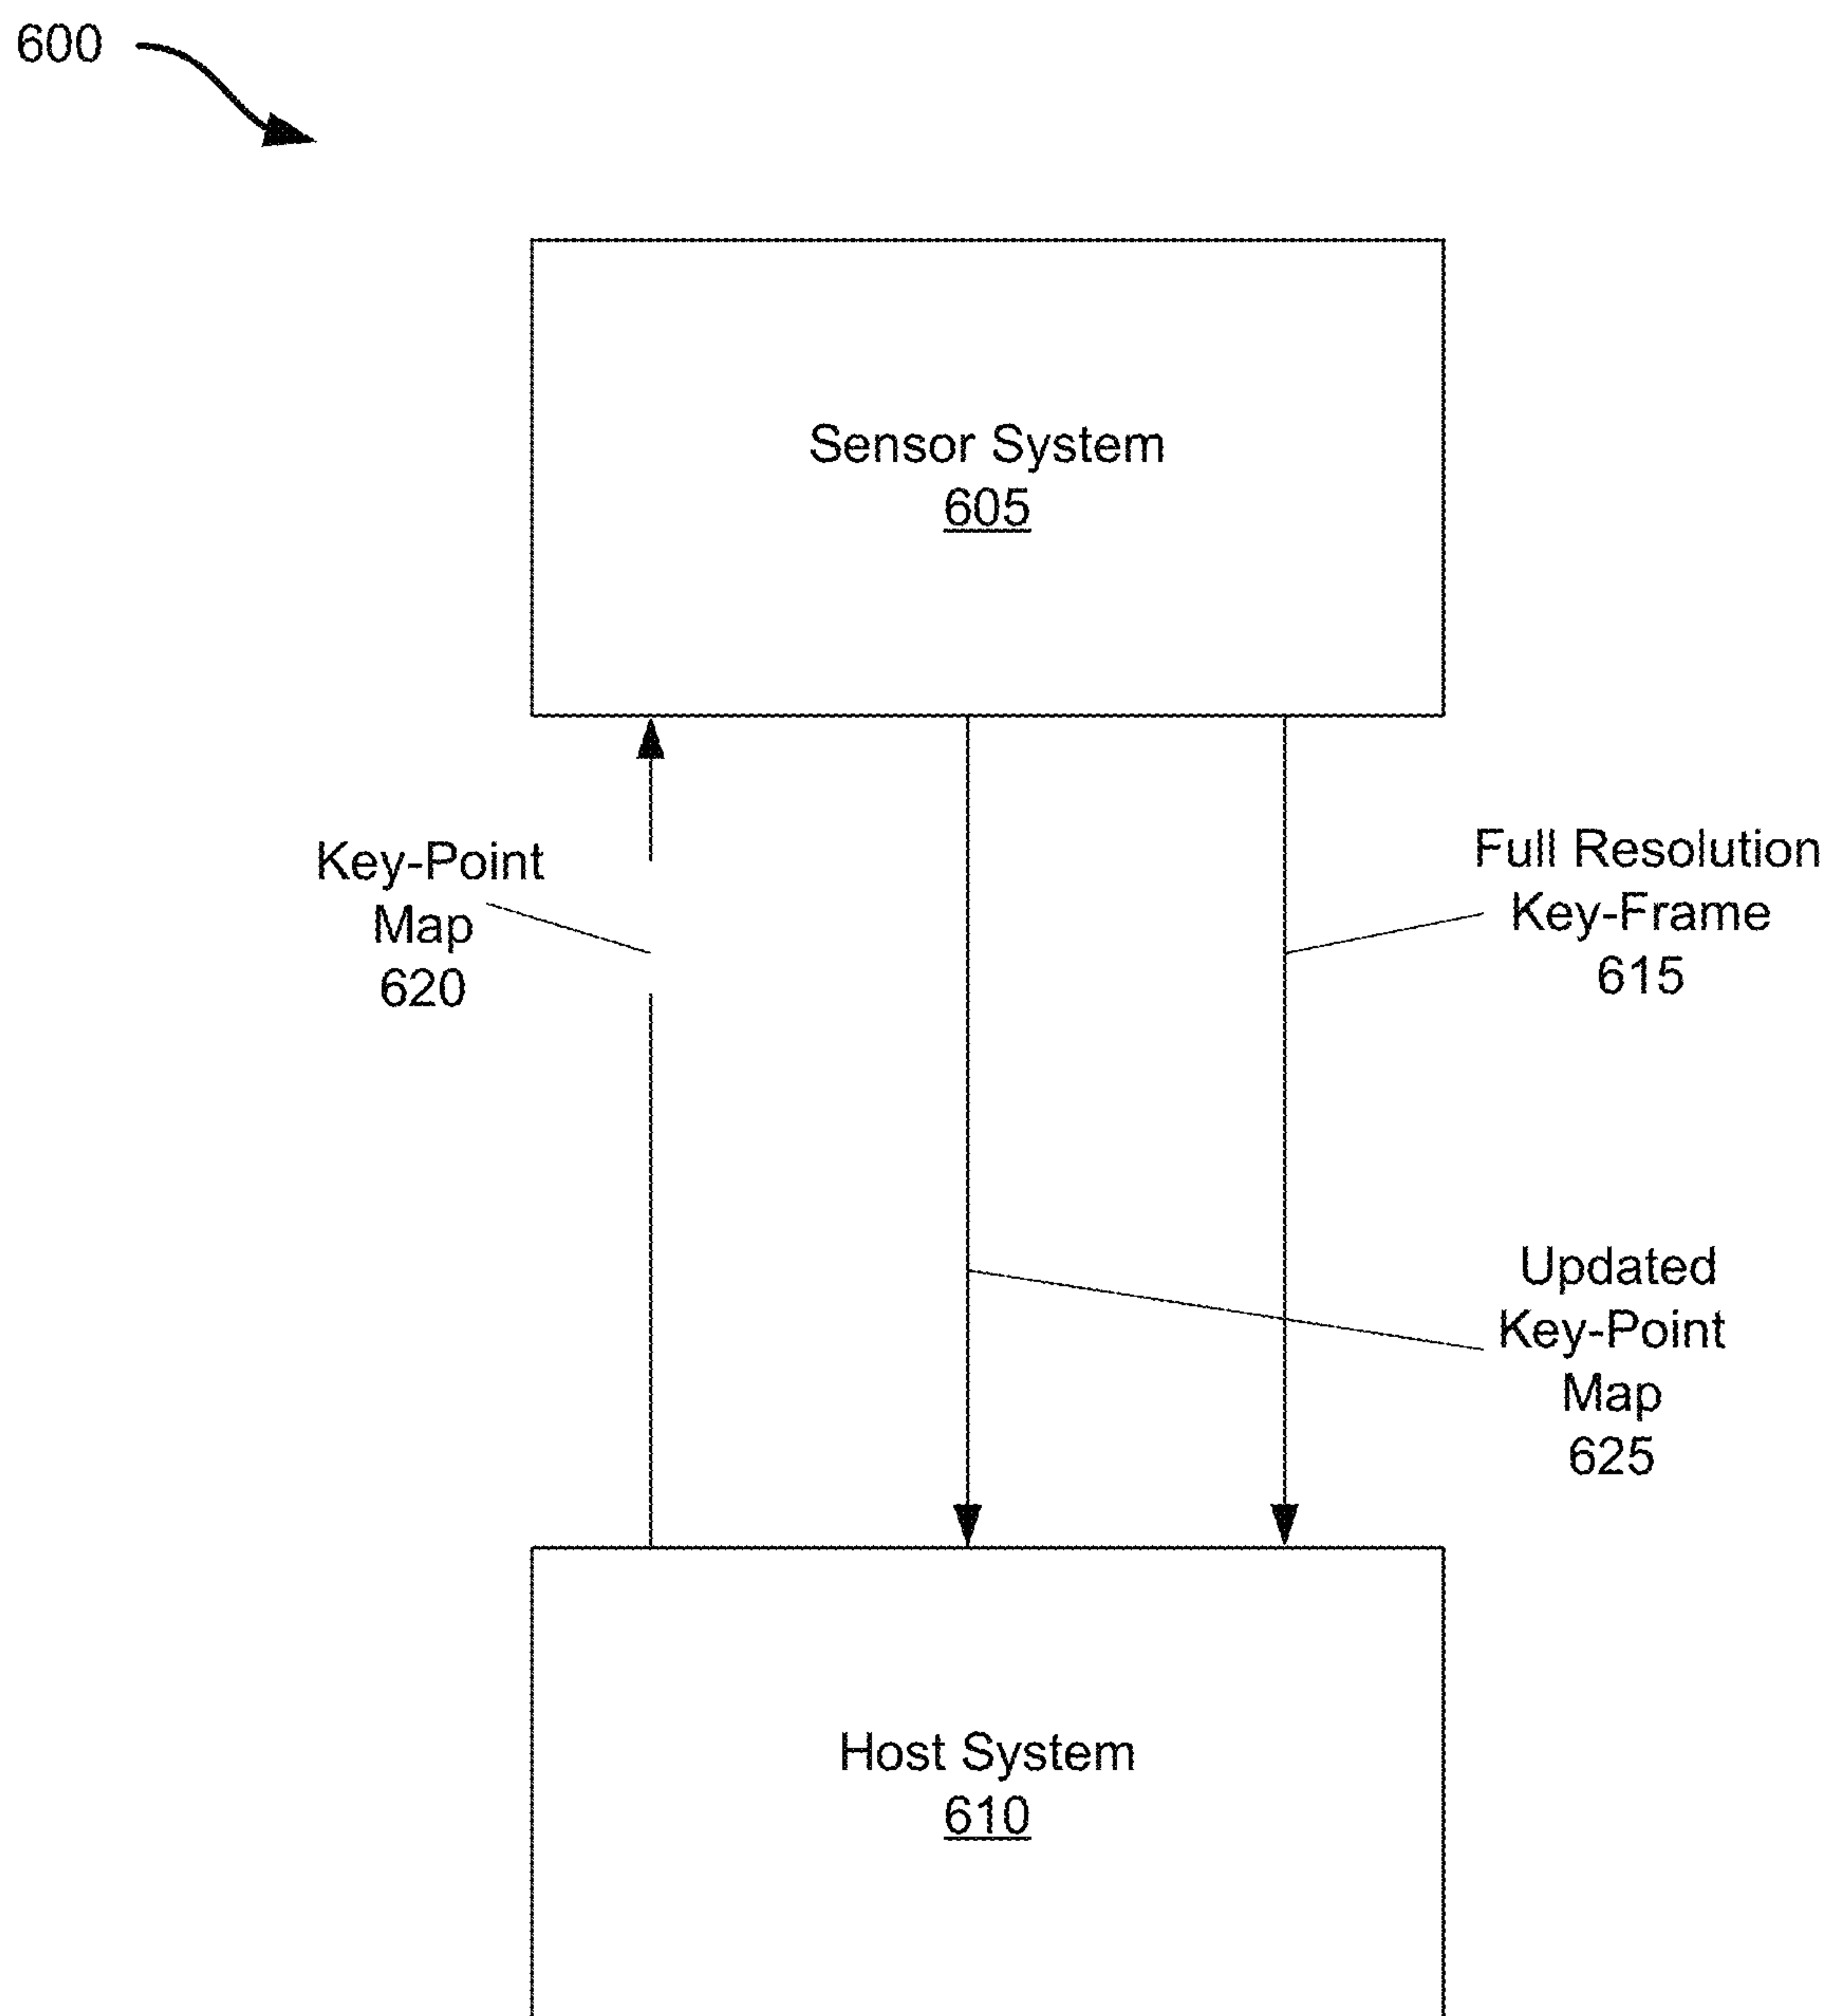 600
Sensor System
605
Key-Point
Map
620
Full Resolution
Key-Frame
615
Updated
Key-Point
Map
625
Host System
610